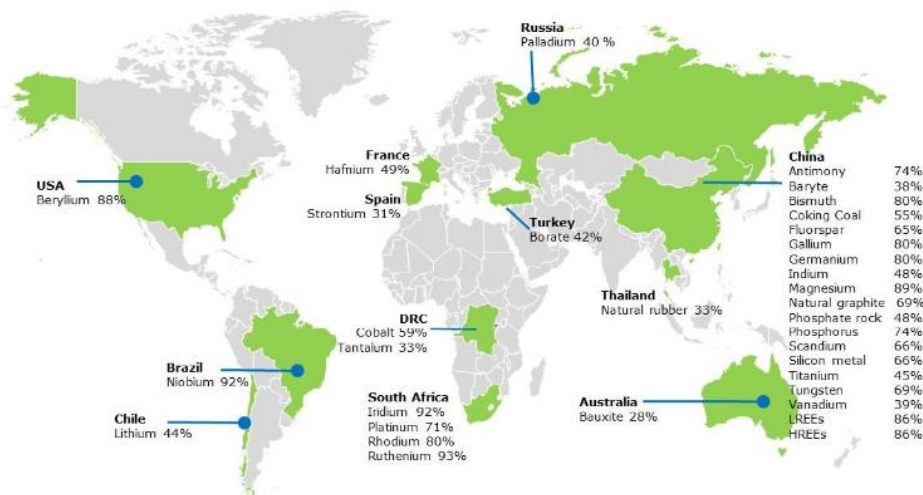 Russia
Palladium 40 %
France
Hafnium 49%
Spain
Strontium 31%
USA
Beryllium 88%
Turkey
Borate 42%
China
Antimony 74%
Baryte 38%
Bismuth 80%
Coking Coal 55%
Fluorspar 65%
Gallium 80%
Germanium 80%
Indium 48%
Magnesium 89%
Natural graphite 69%
Phosphate rock 48%
Phosphorus 74%
Scandium 66%
Silicon metal 66%
Titanium 45%
Tungsten 69%
Vanadium 39%
LREEs 86%
HREEs 86%
Thailand
Natural rubber 33%
DRC
Cobalt 59%
Tantalum 33%
Brazil
Niobium 92%
Chile
Lithium 44%
South Africa
Iridium 92%
Platinum 71%
Rhodium 80%
Ruthenium 93%
Australia
Bauxite 28%